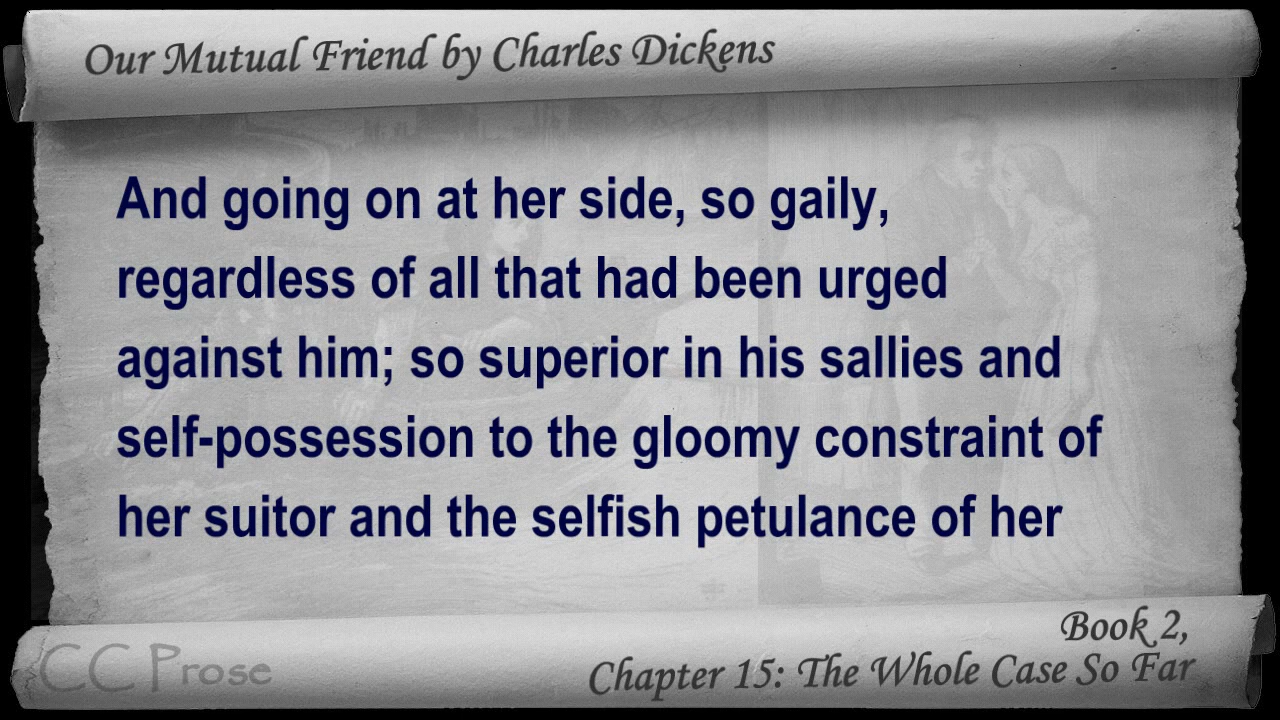 Our Mutual Friend by Charles Dickens
And going on at her side, so gaily,
regardless of all that had been urged
against him; so superior in his sallies and
self-possession to the gloomy constraint of
her suitor and the selfish petulance of her
Book 2,
Chapter 15: The Whole Case So Far
CC Prose